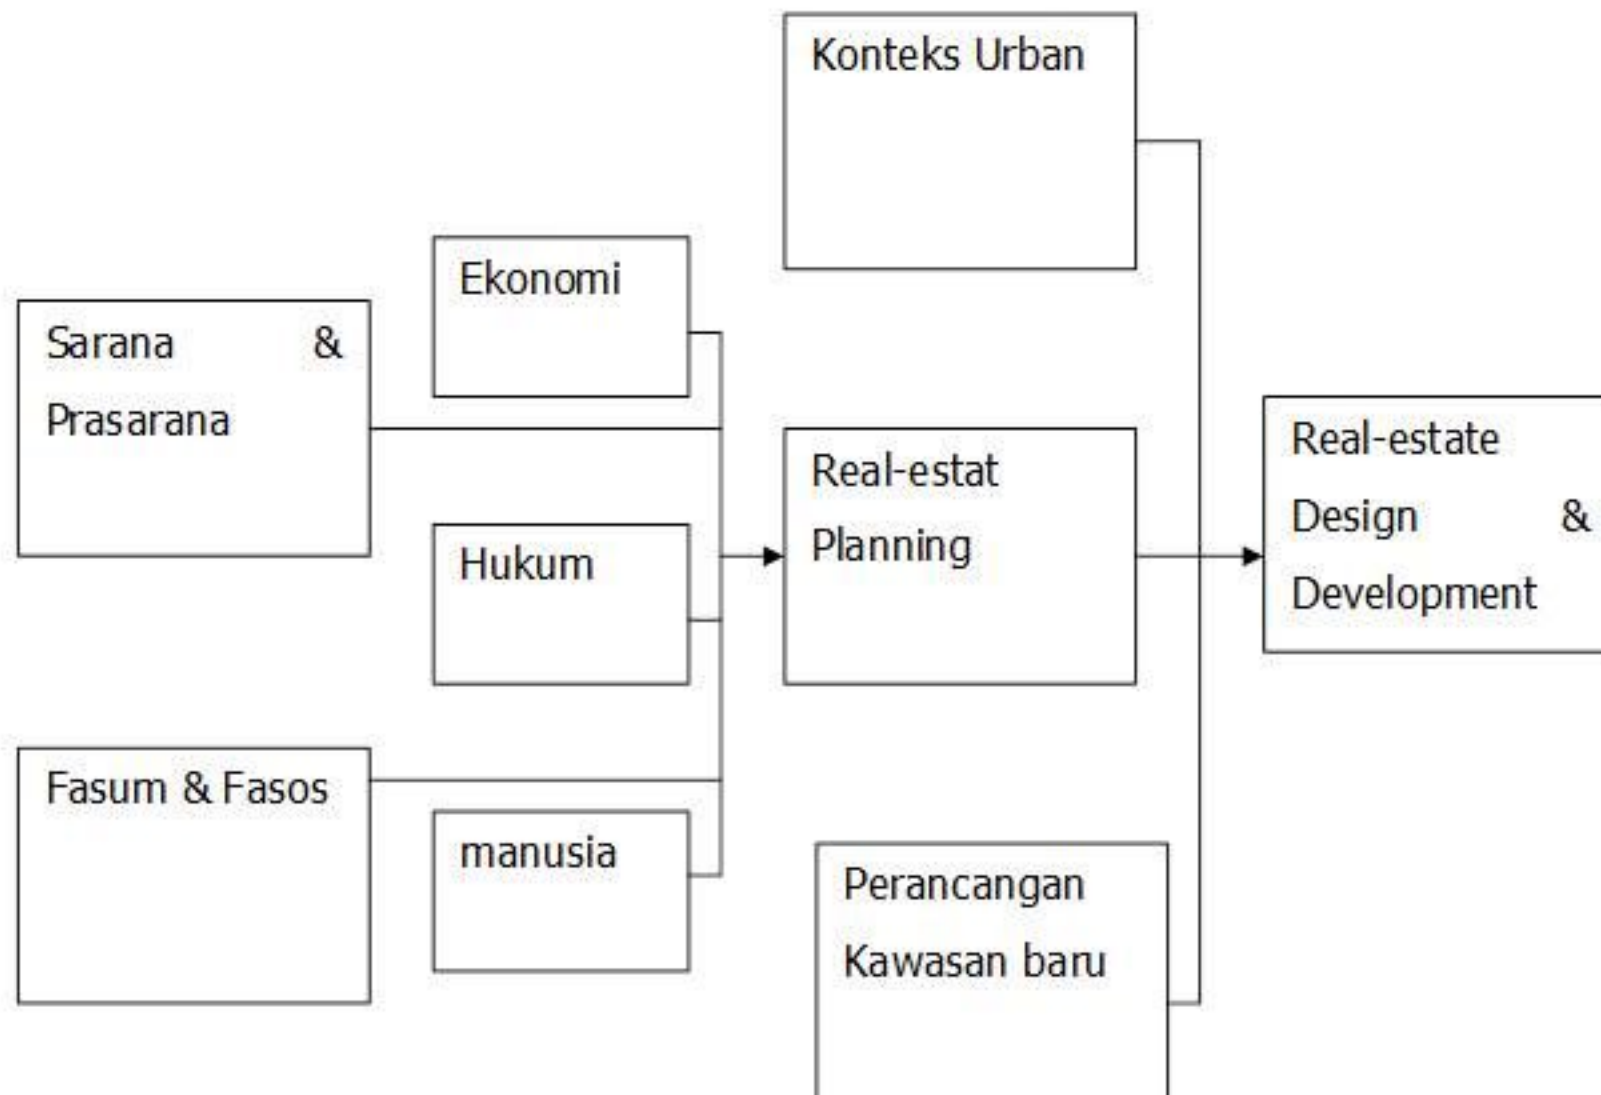 Konteks Urban
Ekonomi
Sarana &
Prasarana
Hukum
Real-estat
Planning
Real-estate
Design &
Development
Fasum & Fasos
manusia
Perancangan
Kawasan baru